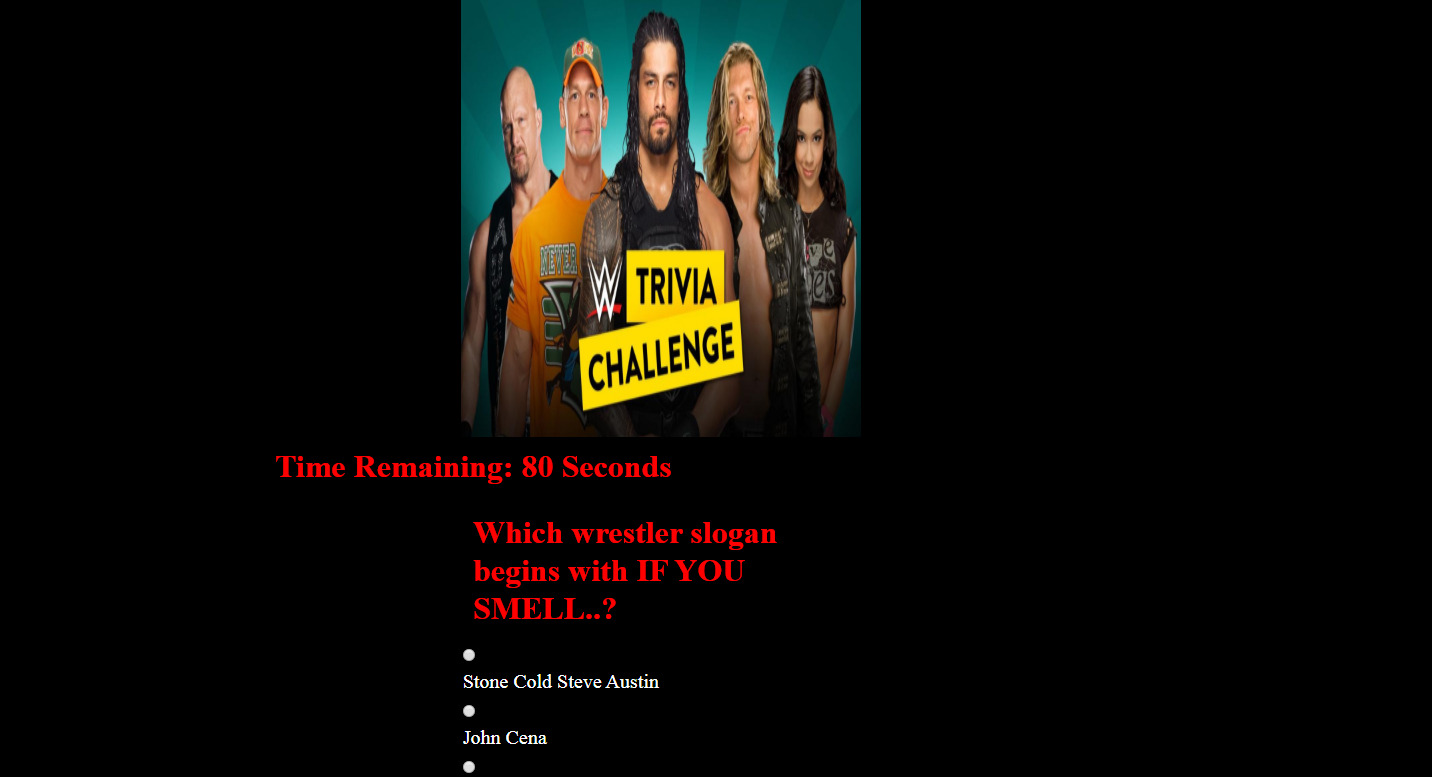 NEVER
W TRIVIA
CHALLENGE
Time Remaining: 80 Seconds
Which wrestler slogan
begins with IF YOU
SMELL..?
Stone Cold Steve Austin
John Cena